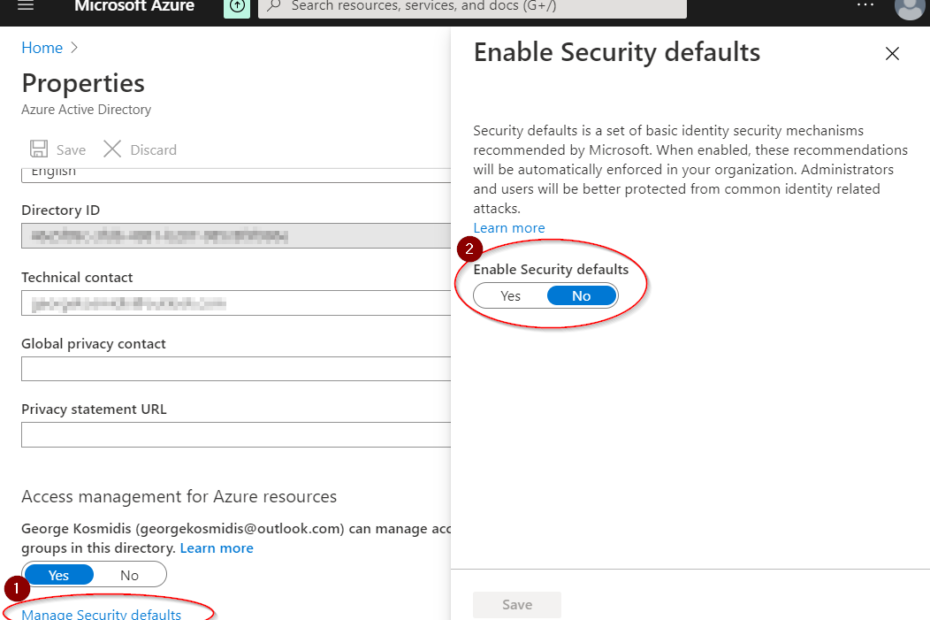 Microsoft Azure
Search resources, services, and docs (G+/)
Home
Properties
Azure Active Directory
Save
Discard
English
Directory ID
Technical contact
Global privacy contact
Privacy statement URL
Access management for Azure resources
George Kosmidis (georgekosmidis@outlook.com) can manage acc
groups in this directory. Learn more
Yes No
1
Manage Security defaults
Enable Security defaults
Security defaults is a set of basic identity security mechanisms
recommended by Microsoft. When enabled, these recommendations
will be automatically enforced in your organization. Administrators
and users will be better protected from common identity related
attacks.
Learn more
2
Enable Security defaults
Yes No
Save